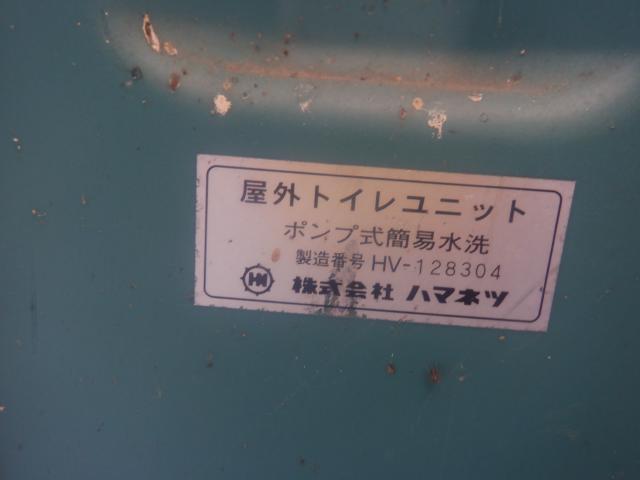 屋外トイレユニット
ポンプ式簡易水洗
製造番号 HV-128304
HN 株式会社 ハマネツ